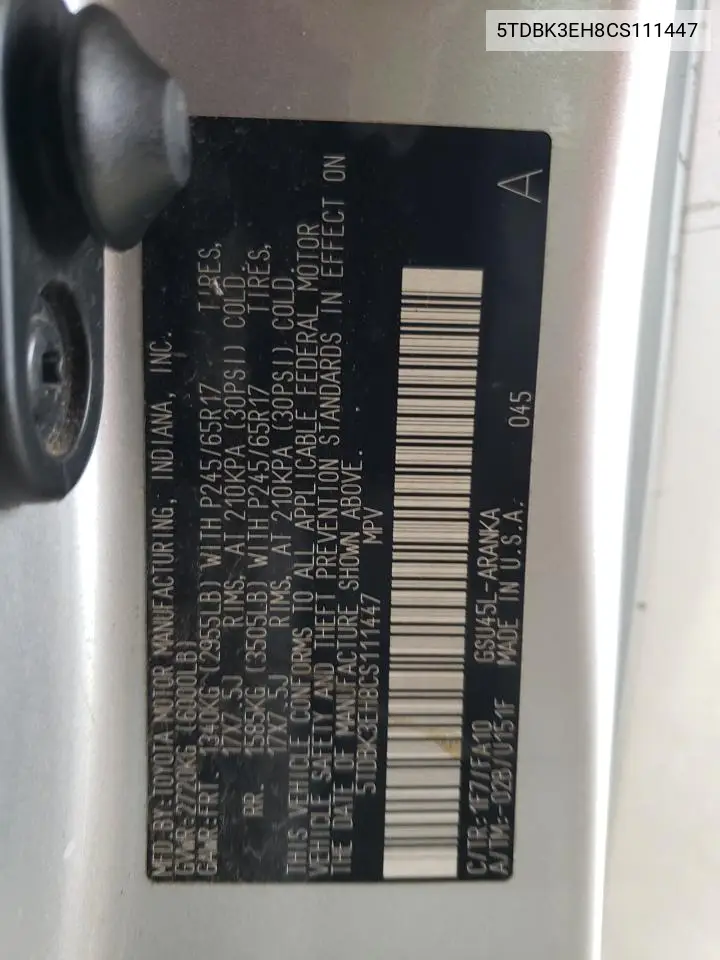 5TDBK3EH8CS111447
MFD.BY:TOYOTA MOTOR MANUFACTURING, INDIANA, INC.
GVWR:2720KG (6000LB)
GAWR:FRT. 1340KG (2955LB) WITH P245/65R17 TIRES,
17X7.5J RIMS, AT 210KPA (30PSI) COLD.
RR. 1585KG (3505LB) WITH P245/65R17 TIRES,
17X7.5J RIMS, AT 210KPA (30PSI) COLD.
THIS VEHICLE CONFORMS TO ALL APPLICABLE FEDERAL MOTOR
VEHICLE SAFETY AND THEFT PREVENTION STANDARDS IN EFFECT ON
THE DATE OF MANUFACTURE SHOWN ABOVE.
5TDBK3EH8CS111447 MPV
C/TR:1F7/FA10 GSU45L-ARANKA 045 A
A/TM:-02B/U151F MADE IN U.S.A.